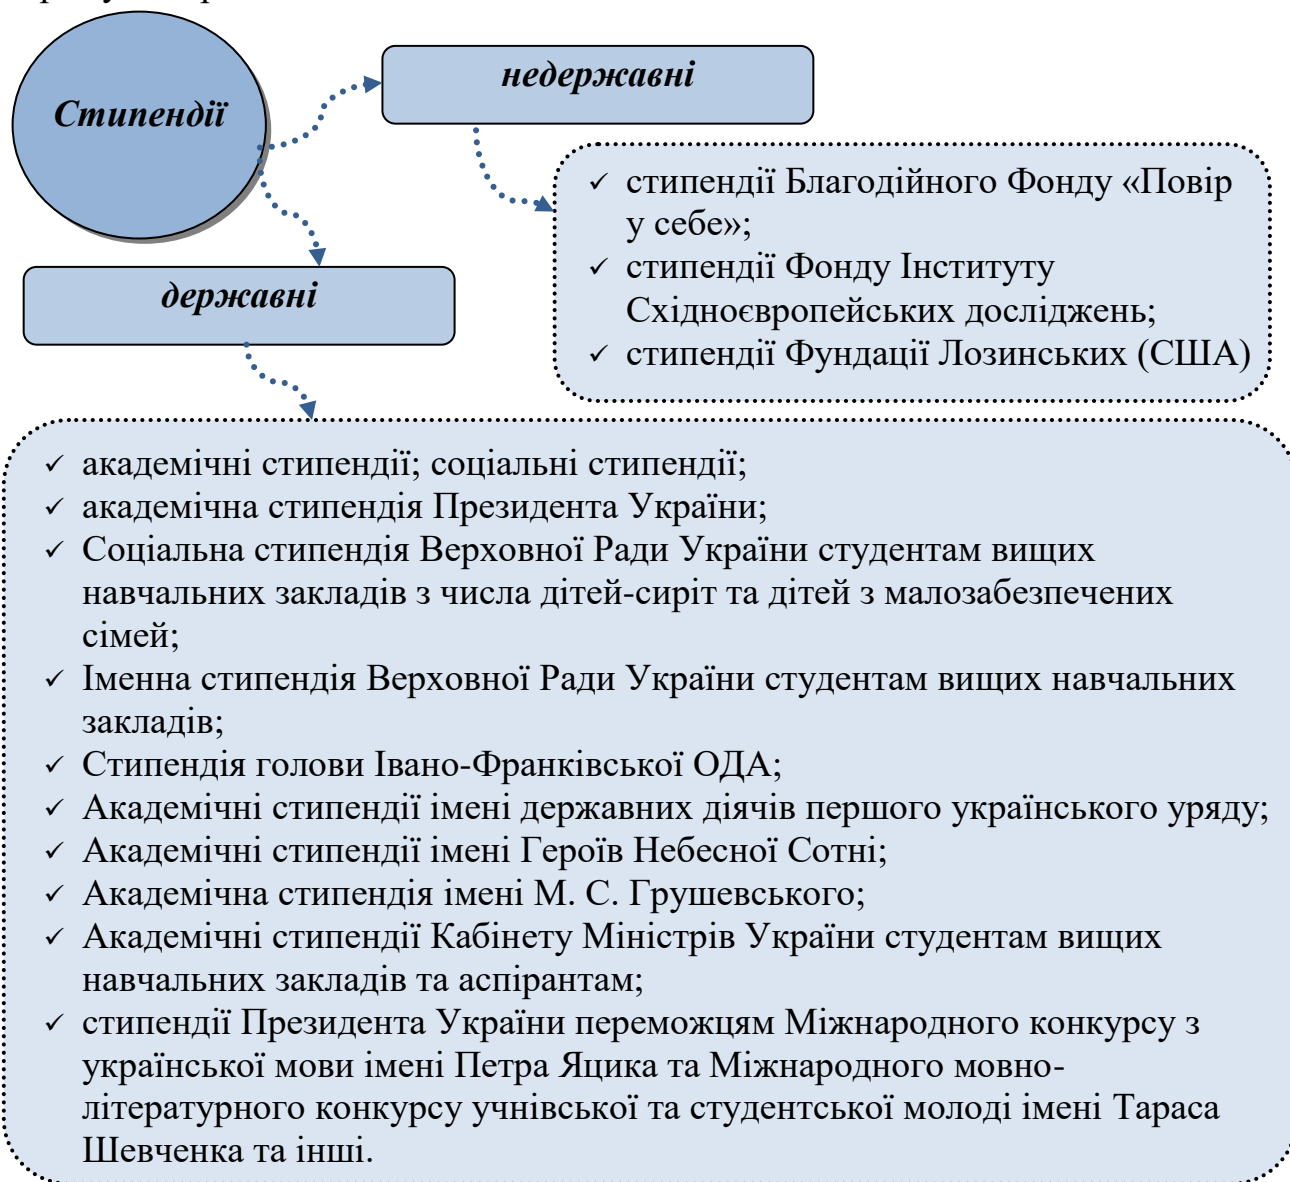 Стипендії
недержавні
стипендії Благодійного Фонду «Повір
у себе»;
стипендії Фонду Інституту
Східноєвропейських досліджень;
стипендії Фундації Лозинських (США)
державні
академічні стипендії; соціальні стипендії;
академічна стипендія Президента України;
Соціальна стипендія Верховної Ради України студентам вищих
навчальних закладів з числа дітей-сиріт та дітей з малозабезпечених
сімей;
Іменна стипендія Верховної Ради України студентам вищих навчальних
закладів;
Стипендія голови Івано-Франківської ОДА;
Академічні стипендії імені державних діячів першого українського уряду;
Академічні стипендії імені Героїв Небесної Сотні;
Академічна стипендія імені М. С. Грушевського;
Академічні стипендії Кабінету Міністрів України студентам вищих
навчальних закладів та аспірантам;
стипендії Президента України переможцям Міжнародного конкурсу з
української мови імені Петра Яцика та Міжнародного мовно-
літературного конкурсу учнівської та студентської молоді імені Тараса
Шевченка та інші.